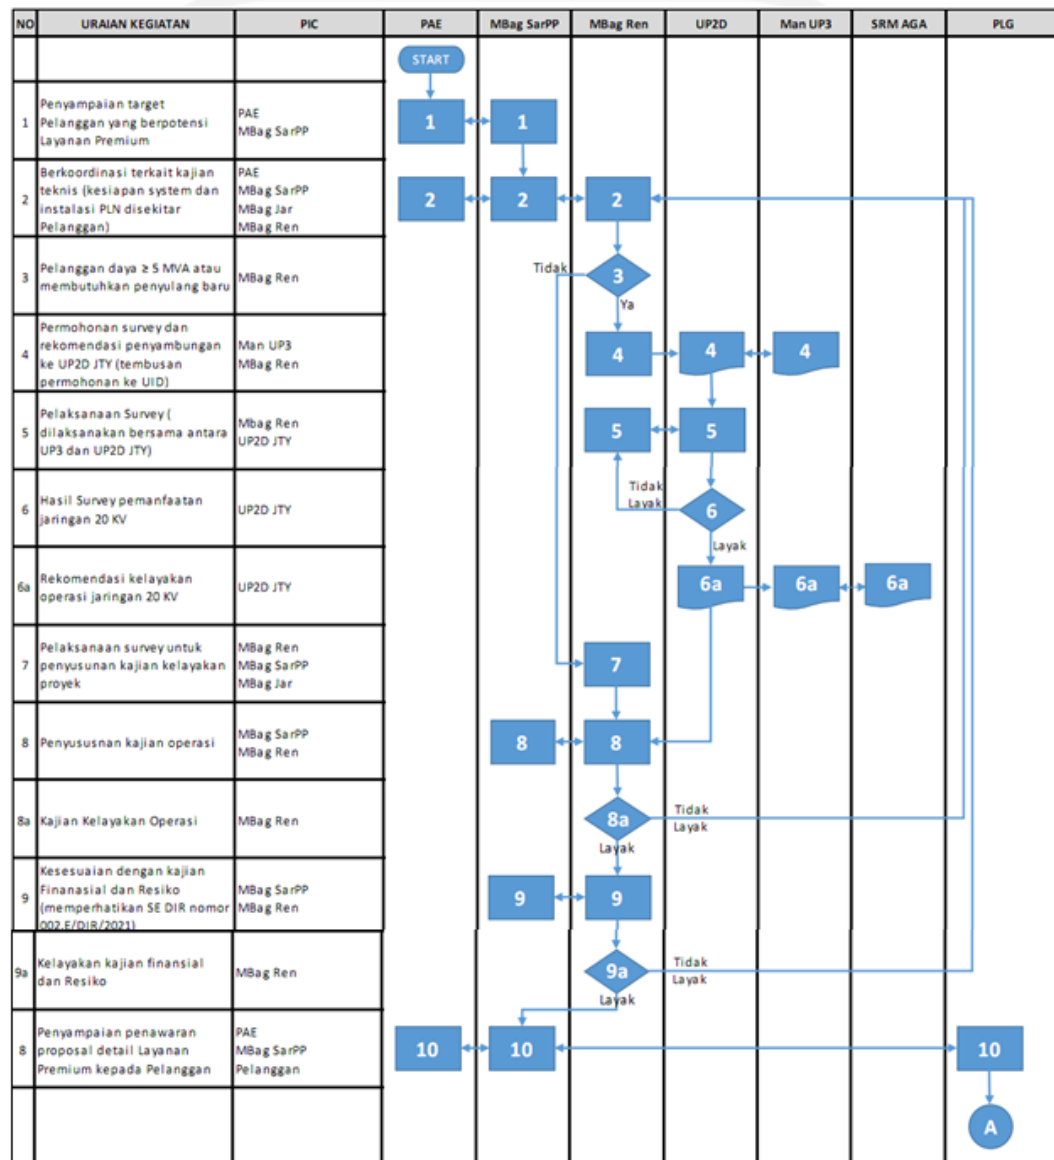 NO URAIAN KEGIATAN PIC PAE MBag SarPP MBag Ren UP2D Man UP3 SRM AGA PLG
START
1
Penyampaian target
Pelanggan yang berpotensi
Layanan Premium
PAE
MBag SarPP
1 1
2
Berkoordinasi terkait kajian
teknis (kesiapan system dan
instalasi PLN disekitar
Pelanggan)
PAE
MBag SarPP
MBag Jar
MBag Ren
2 2 2
3
Pelanggan daya ≥ 5 MVA atau
membutuhkan penyulang baru
MBag Ren
Tidak
3
Ya
4
Permohonan survey dan
rekomendasi penyambungan
ke UP2D JTY (tembusan
permohonan ke UID)
Man UP3
MBag Ren
4 4 4
5
Pelaksanaan Survey (
dilaksanakan bersama antara
UP3 dan UP2D JTY)
Mbag Ren
UP2D JTY
5 5
6
Hasil Survey pemanfaatan
jaringan 20 KV
UP2D JTY
Tidak
Layak
6
Layak
6a
Rekomendasi kelayakan
operasi jaringan 20 KV
UP2D JTY
6a 6a 6a
7
Pelaksanaan survey untuk
penyusunan kajian kelayakan
proyek
MBag Ren
MBag SarPP
MBag Jar
7
8
Penyususnan kajian operasi
MBag SarPP
MBag Ren
8 8
8a
Kajian Kelayakan Operasi
MBag Ren
8a
Tidak
Layak
Layak
9
Kesesuaian dengan kajian
Finanasial dan Resiko
(memperhatikan SE DIR nomor
002.E/DIR/2021)
MBag SarPP
MBag Ren
9 9
9a
Kelayakan kajian finansial
dan Resiko
MBag Ren
9a
Tidak
Layak
Layak
8
Penyampaian penawaran
proposal detail Layanan
Premium kepada Pelanggan
PAE
MBag SarPP
Pelanggan
10 10 10
A